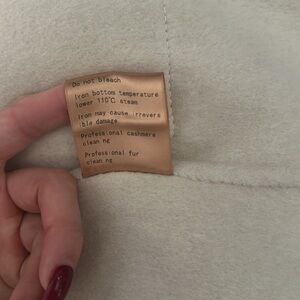 Do not bleach
Iron bottom temperature
lower 110℃ steam
Iron may cause irrevers
ible damage
Professional cashmere
clean ng
Professional fur
clean ng